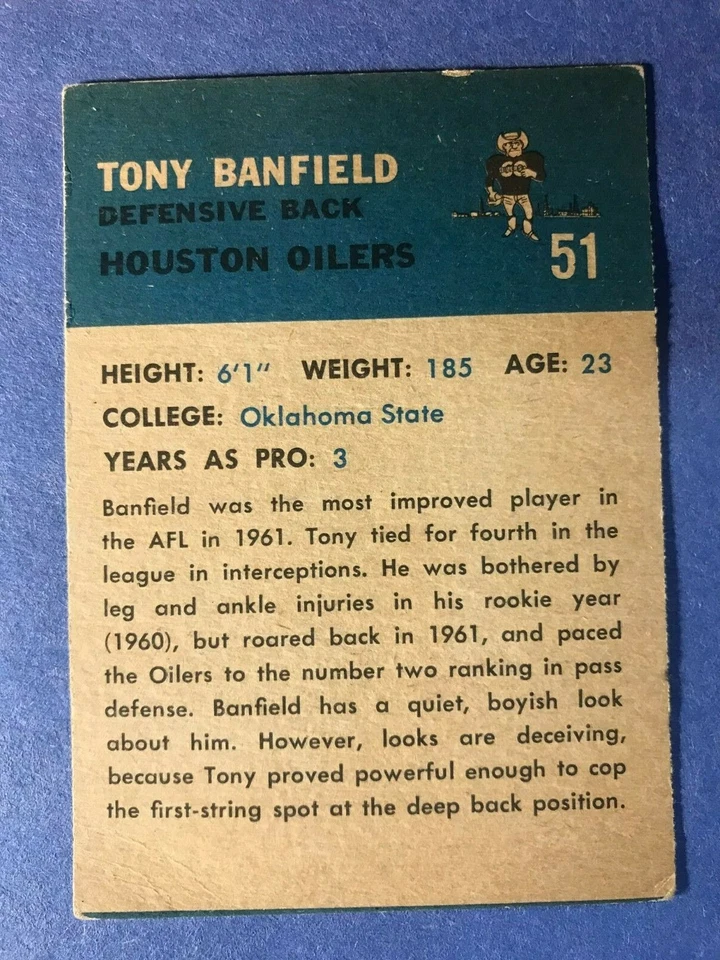 TONY BANFIELD
DEFENSIVE BACK
HOUSTON OILERS
51
HEIGHT: 6'1" WEIGHT: 185 AGE: 23
COLLEGE: Oklahoma State
YEARS AS PRO: 3
Banfield was the most improved player in
the AFL in 1961. Tony tied for fourth in the
league in interceptions. He was bothered by
leg and ankle injuries in his rookie year
(1960), but roared back in 1961, and paced
the Oilers to the number two ranking in pass
defense. Banfield has a quiet, boyish look
about him. However, looks are deceiving,
because Tony proved powerful enough to cop
the first-string spot at the deep back position.